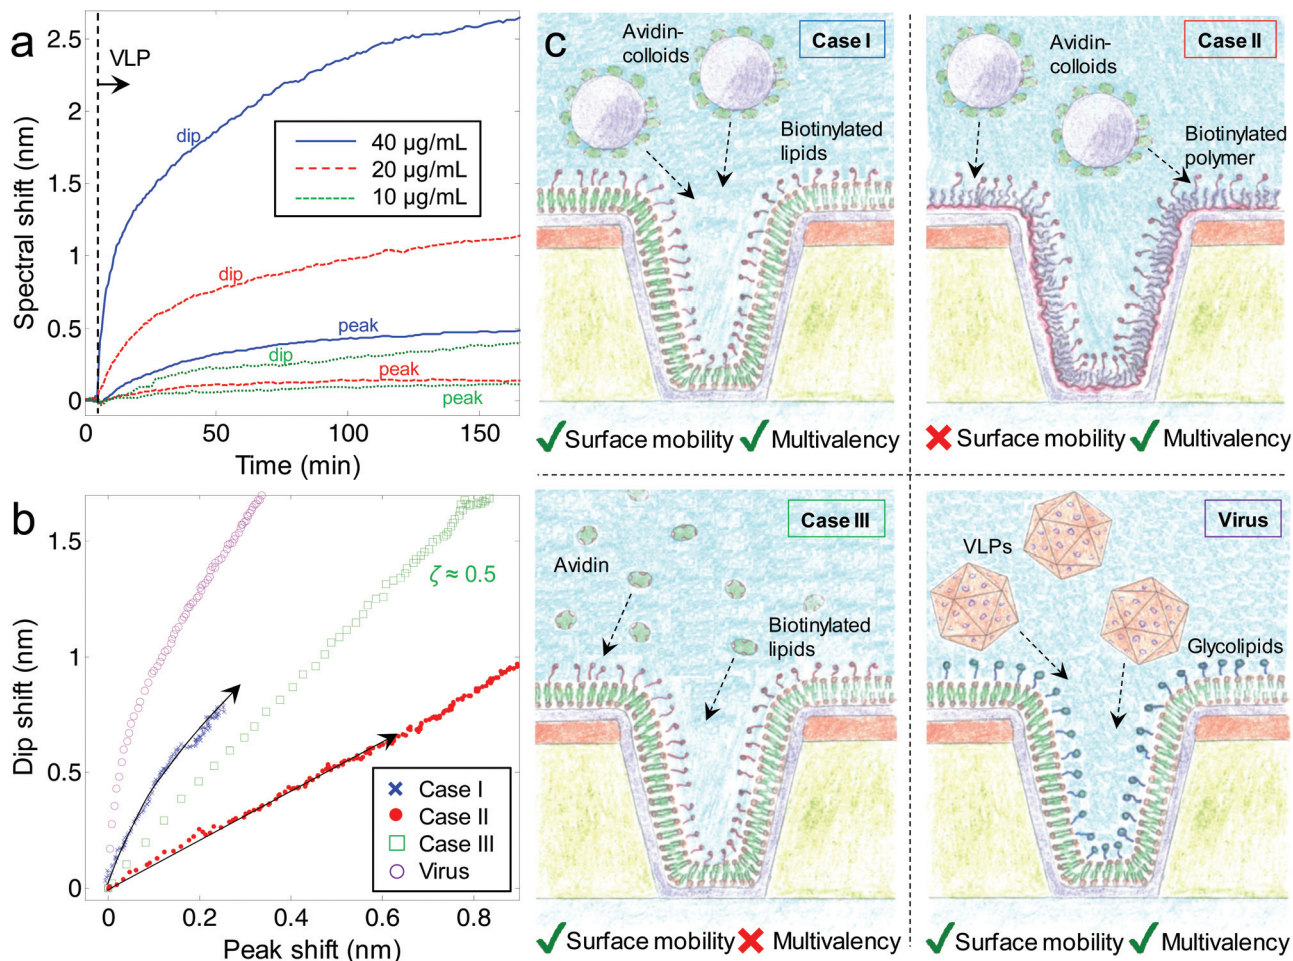 a
VLP
dip
40 µg/mL
20 µg/mL
10 µg/mL
dip
peak
dip
peak
peak
2.5
2
1.5
1
0.5
0
0
50
100
150
Spectral shift (nm)
Time (min)
b
ζ ≈ 0.5
1.5
1
0.5
0
0
0.2
0.4
0.6
0.8
Dip shift (nm)
Peak shift (nm)
Case I
Case II
Case III
Virus
c
Case I
Avidin-
colloids
Biotinylated
lipids
Surface mobility
Multivalency
Case II
Avidin-
colloids
Biotinylated
polymer
Surface mobility
Multivalency
Case III
Avidin
Biotinylated
lipids
Surface mobility
Multivalency
Virus
VLPs
Glycolipids
Surface mobility
Multivalency